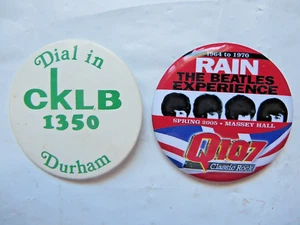 Dial in
CKLB
1350
Durham
1964 to 1970
RAIN
THE BEATLES
EXPERIENCE
SPRING 2005 • MASSEY HALL
Q107
Classic Rock